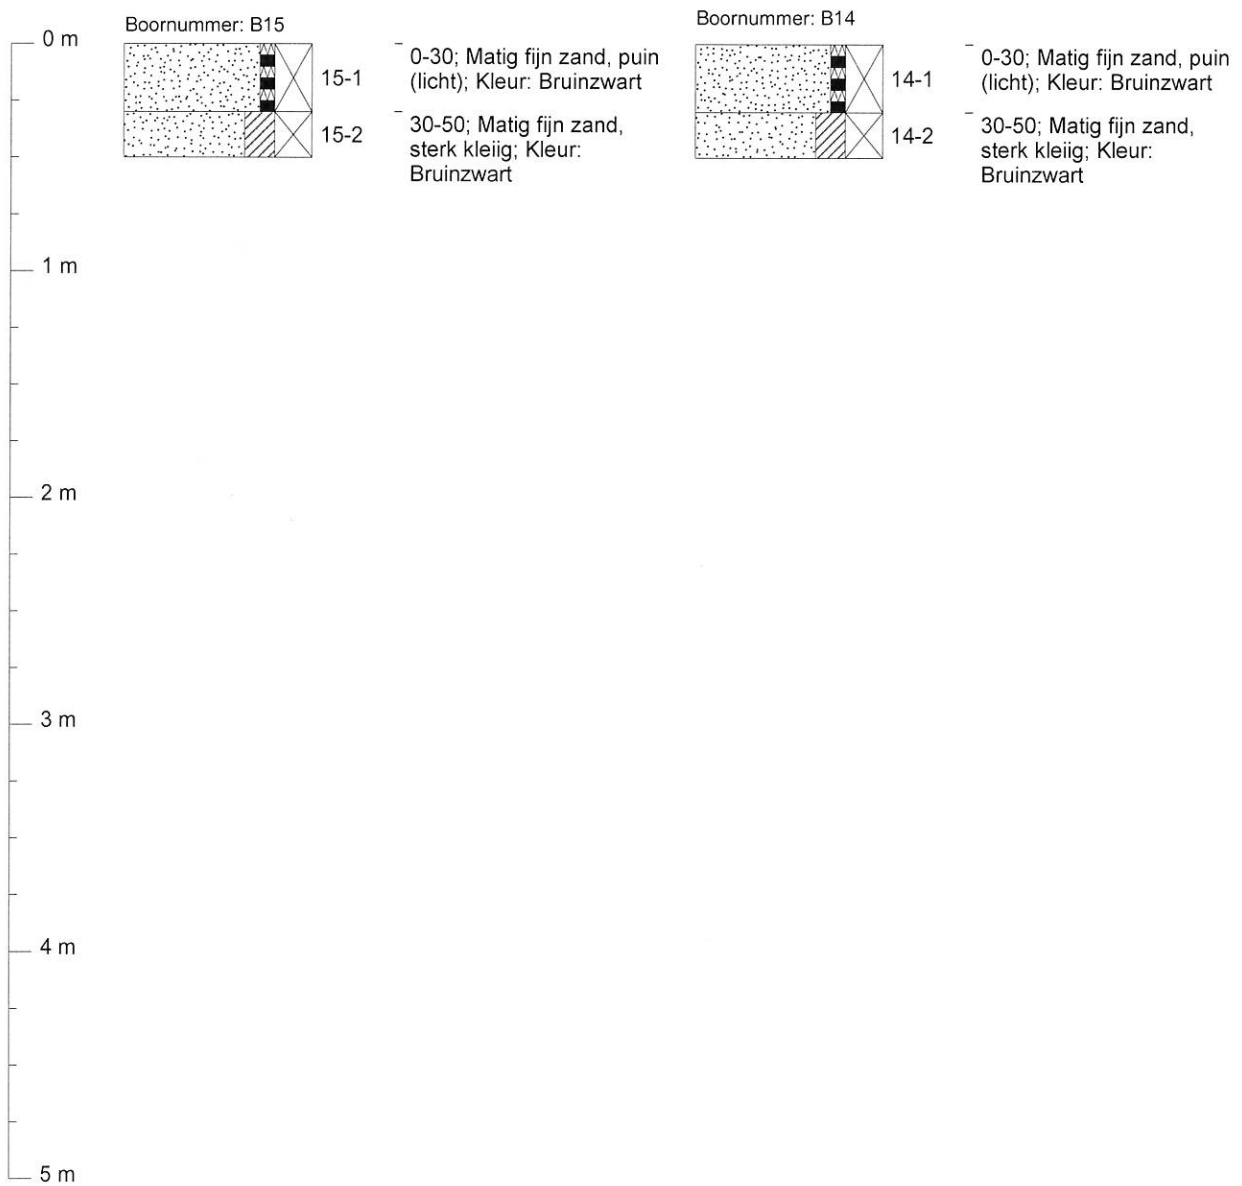 Boornummer: B15
15-1
15-2
0-30; Matig fijn zand, puin
(licht); Kleur: Bruinzwart
30-50; Matig fijn zand,
sterk kleiig; Kleur:
Bruinzwart
Boornummer: B14
14-1
14-2
0-30; Matig fijn zand, puin
(licht); Kleur: Bruinzwart
30-50; Matig fijn zand,
sterk kleiig; Kleur:
Bruinzwart
0 m
1 m
2 m
3 m
4 m
5 m